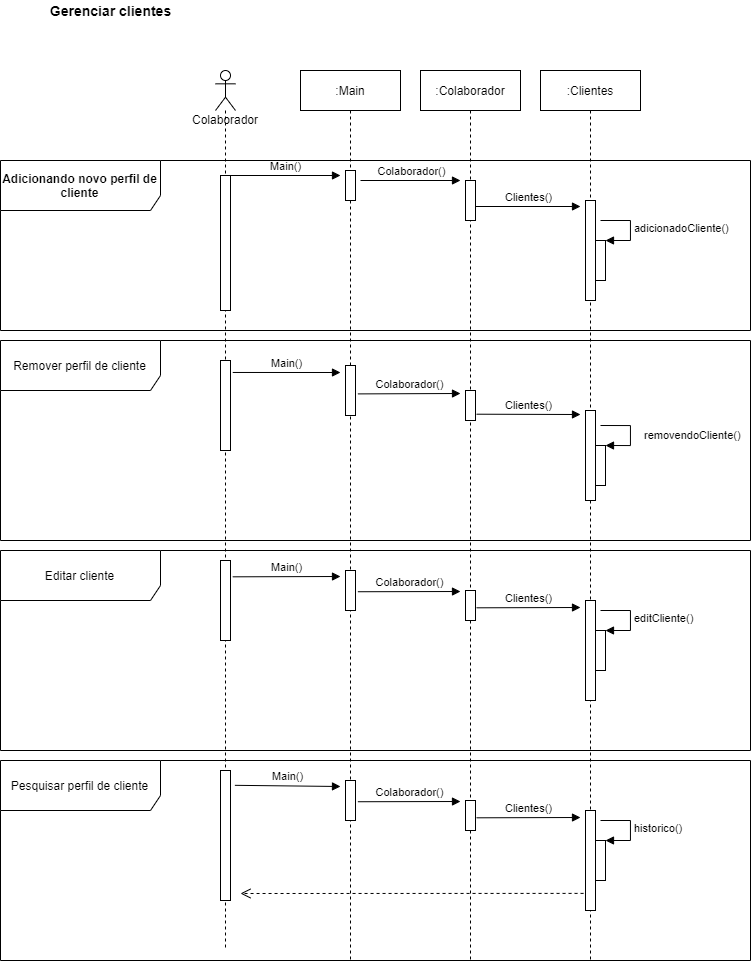 Gerenciar clientes
Colaborador
:Main
:Colaborador
:Clientes
Adicionando novo perfil de
cliente
Main()
Colaborador()
Clientes()
adicionadoCliente()
Remover perfil de cliente
Main()
Colaborador()
Clientes()
removendoCliente()
Editar cliente
Main()
Colaborador()
Clientes()
editCliente()
Pesquisar perfil de cliente
Main()
Colaborador()
Clientes()
historico()